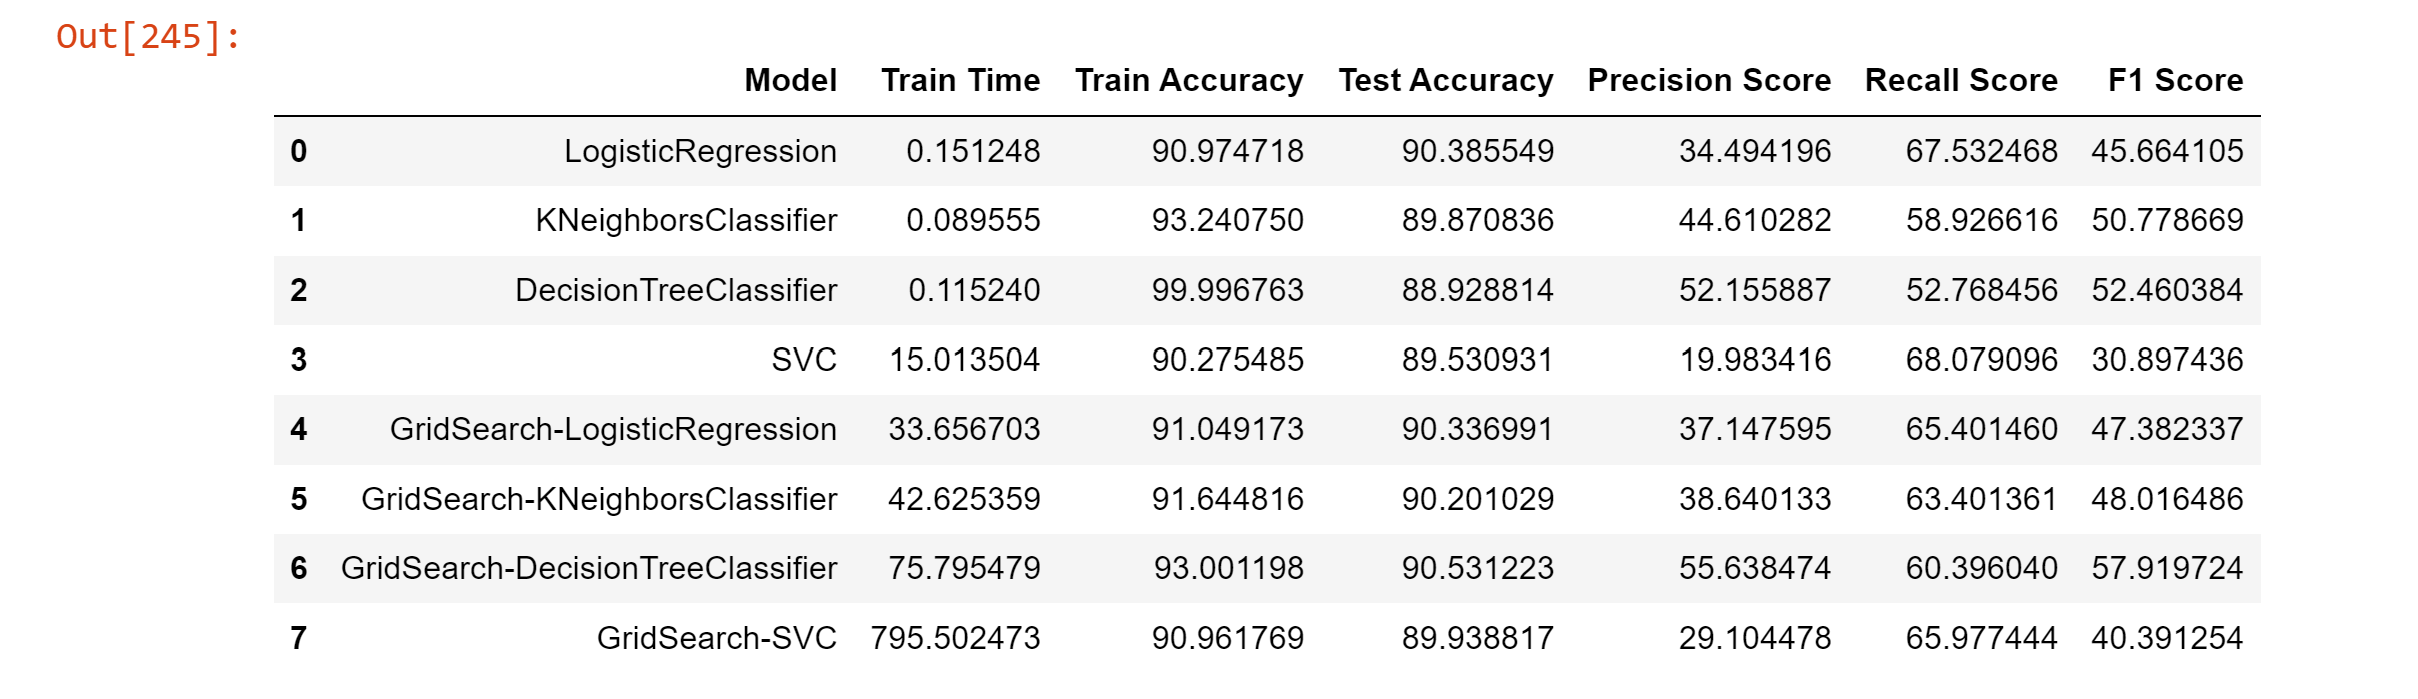 Out[245]:
Model Train Time Train Accuracy Test Accuracy Precision Score Recall Score F1 Score
0 LogisticRegression 0.151248 90.974718 90.385549 34.494196 67.532468 45.664105
1 KNeighborsClassifier 0.089555 93.240750 89.870836 44.610282 58.926616 50.778669
2 DecisionTreeClassifier 0.115240 99.996763 88.928814 52.155887 52.768456 52.460384
3 SVC 15.013504 90.275485 89.530931 19.983416 68.079096 30.897436
4 GridSearch-LogisticRegression 33.656703 91.049173 90.336991 37.147595 65.401460 47.382337
5 GridSearch-KNeighborsClassifier 42.625359 91.644816 90.201029 38.640133 63.401361 48.016486
6 GridSearch-DecisionTreeClassifier 75.795479 93.001198 90.531223 55.638474 60.396040 57.919724
7 GridSearch-SVC 795.502473 90.961769 89.938817 29.104478 65.977444 40.391254